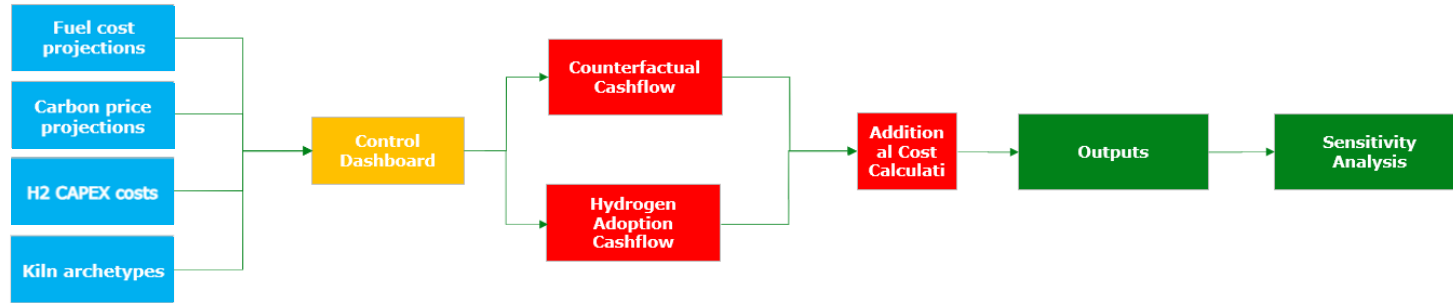 Fuel cost
projections
Carbon price
projections
H2 CAPEX costs
Kiln archetypes
Control
Dashboard
Counterfactual
Cashflow
Hydrogen
Adoption
Cashflow
Addition
al Cost
Calculati
Outputs
Sensitivity
Analysis